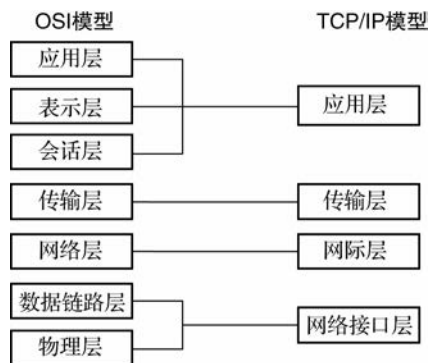 OSI模型
TCP/IP模型
应用层
表示层
应用层
会话层
传输层
传输层
网络层
网际层
数据链路层
网络接口层
物理层